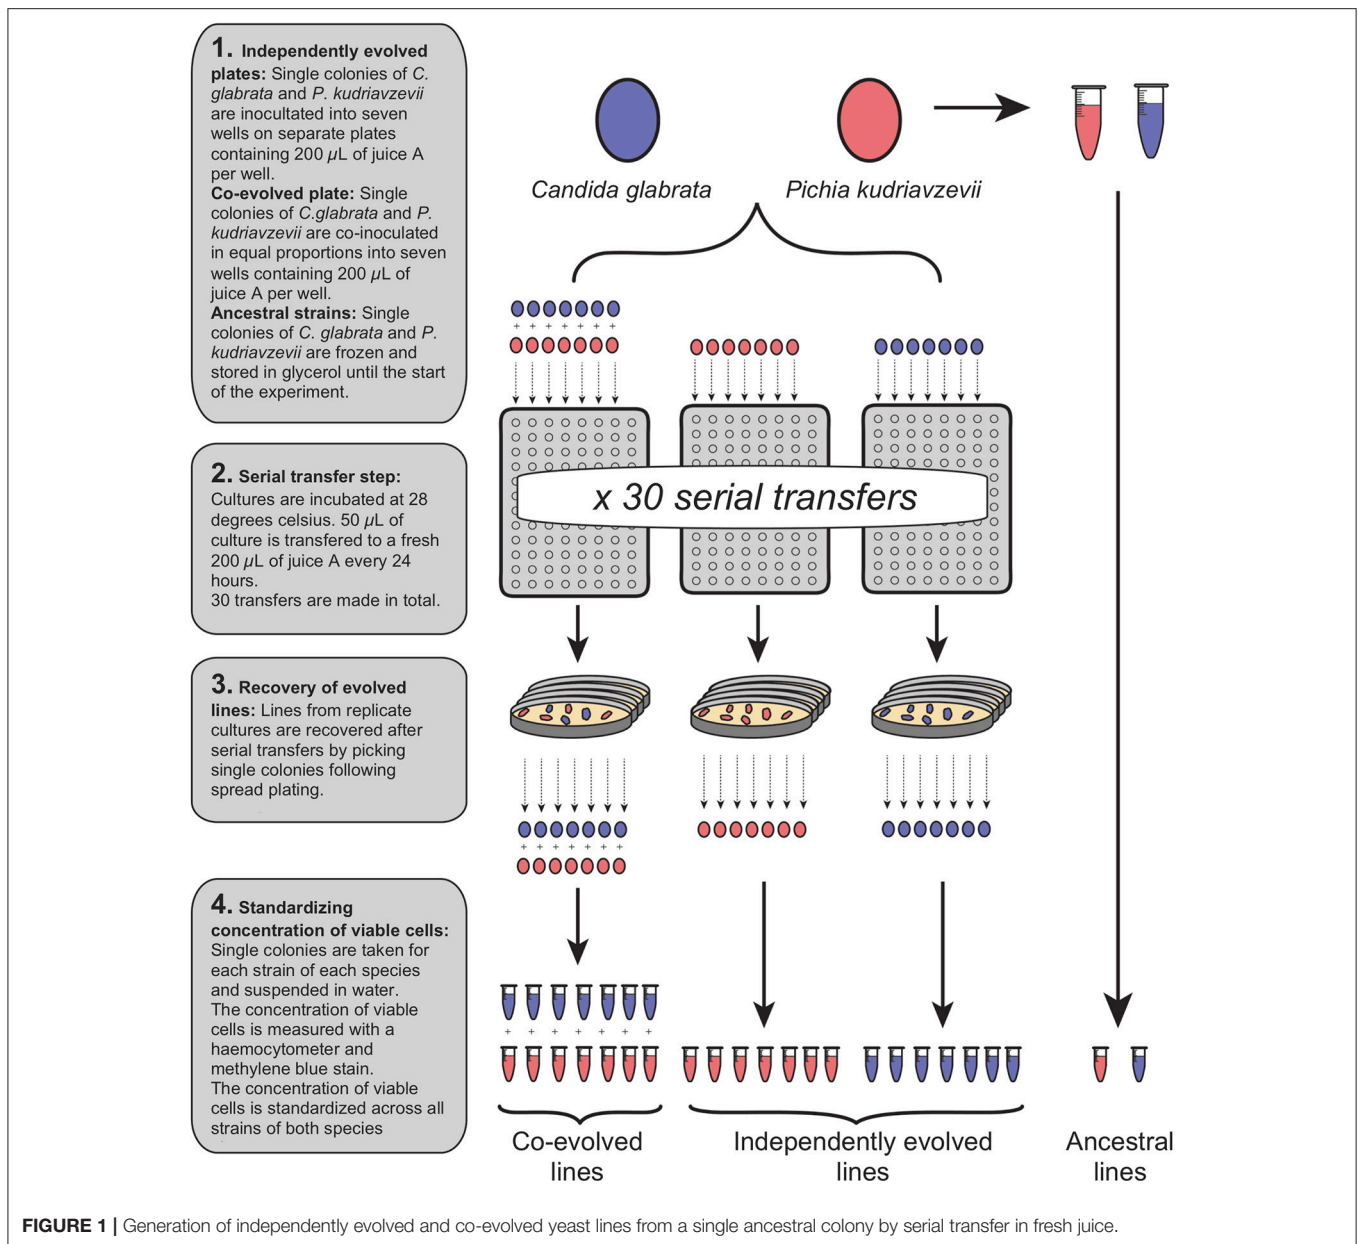 1. Independently evolved
plates: Single colonies of C.
glabrata and P. kudriavzevii
are inocultated into seven
wells on separate plates
containing 200 µL of juice A
per well.
Co-evolved plate: Single
colonies of C.glabrata and P.
kudriavzevii are co-inoculated
in equal proportions into seven
wells containing 200 µL of
juice A per well.
Ancestral strains: Single
colonies of C. glabrata and P.
kudriavzevii are frozen and
stored in glycerol until the start
of the experiment.
2. Serial transfer step:
Cultures are incubated at 28
degrees celsius. 50 µL of
culture is transfered to a fresh
200 µL of juice A every 24
hours.
30 transfers are made in total.
3. Recovery of evolved
lines: Lines from replicate
cultures are recovered after
serial transfers by picking
single colonies following
spread plating.
4. Standardizing
concentration of viable cells:
Single colonies are taken for
each strain of each species
and suspended in water.
The concentration of viable
cells is measured with a
haemocytometer and
methylene blue stain.
The concentration of viable
cells is standardized across all
strains of both species
Candida glabrata
Pichia kudriavzevii
+ + + + + + +
x 30 serial transfers
+ + + + + + +
+ + + + + + +
Co-evolved
lines
Independently evolved
lines
Ancestral
lines
FIGURE 1 | Generation of independently evolved and co-evolved yeast lines from a single ancestral colony by serial transfer in fresh juice.